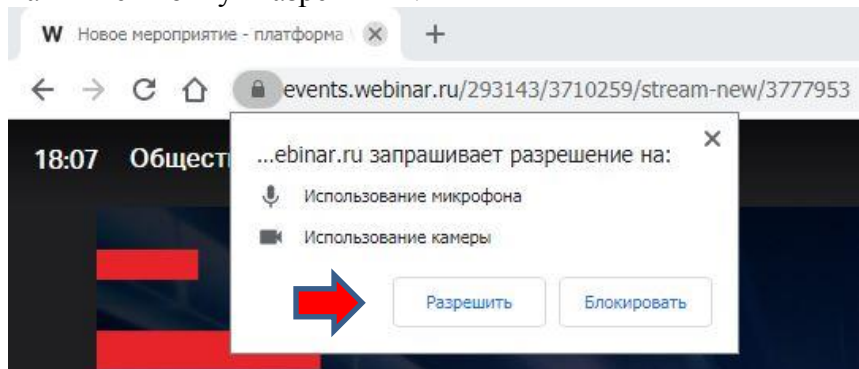 W Новое мероприятие - платформа
events.webinar.ru/293143/3710259/stream-new/3777953
18:07 Общест
...ebinar.ru запрашивает разрешение на:
Использование микрофона
Использование камеры
Разрешить Блокировать